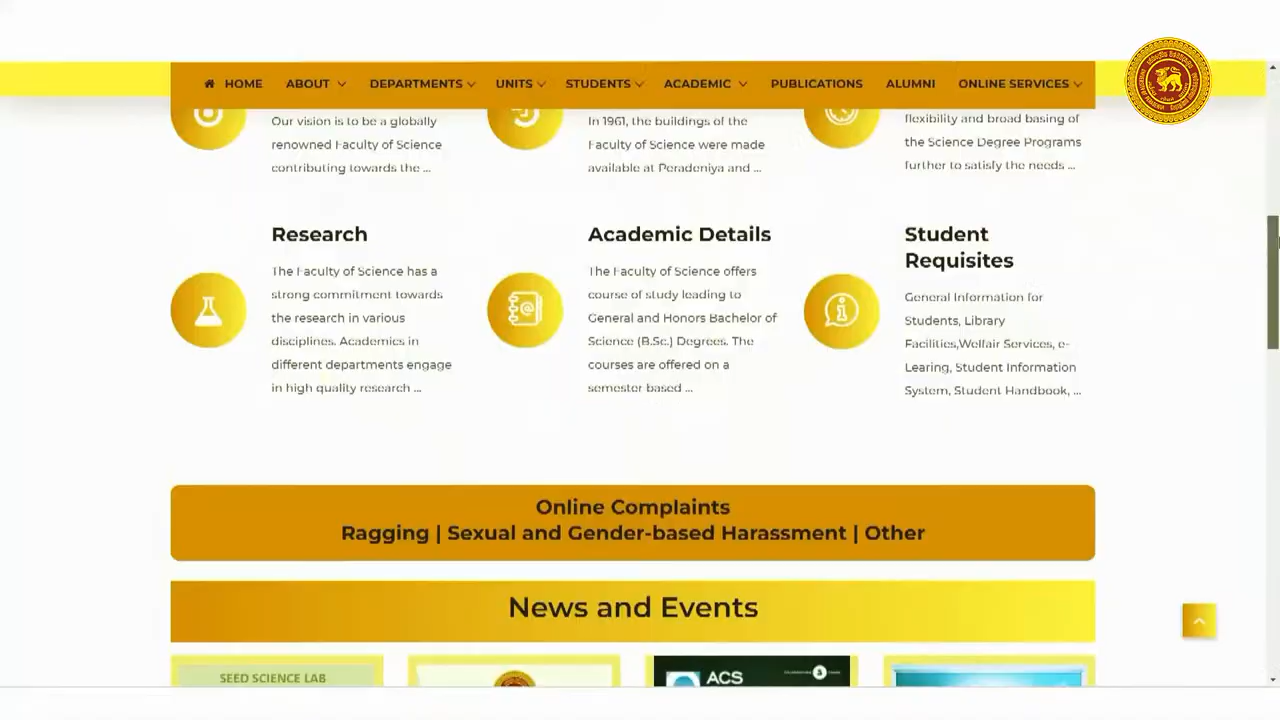 HOME ABOUT DEPARTMENTS UNITS STUDENTS ACADEMIC PUBLICATIONS ALUMNI ONLINE SERVICES
Our vision is to be a globally
renowned Faculty of Science
contributing towards the ...
In 1961, the buildings of the
Faculty of Science were made
available at Peradeniya and ...
flexibility and broad basing of
the Science Degree Programs
further to satisfy the needs ...
Research
The Faculty of Science has a
strong commitment towards
the research in various
disciplines. Academics in
different departments engage
in high quality research ...
Academic Details
The Faculty of Science offers
course of study leading to
General and Honors Bachelor of
Science (B.Sc.) Degrees. The
courses are offered on a
semester based ...
Student
Requisites
General Information for
Students, Library
Facilities,Welfair Services, e-
Learing, Student Information
System, Student Handbook, ...
Online Complaints
Ragging | Sexual and Gender-based Harassment | Other
News and Events
SEED SCIENCE LAB
ACS